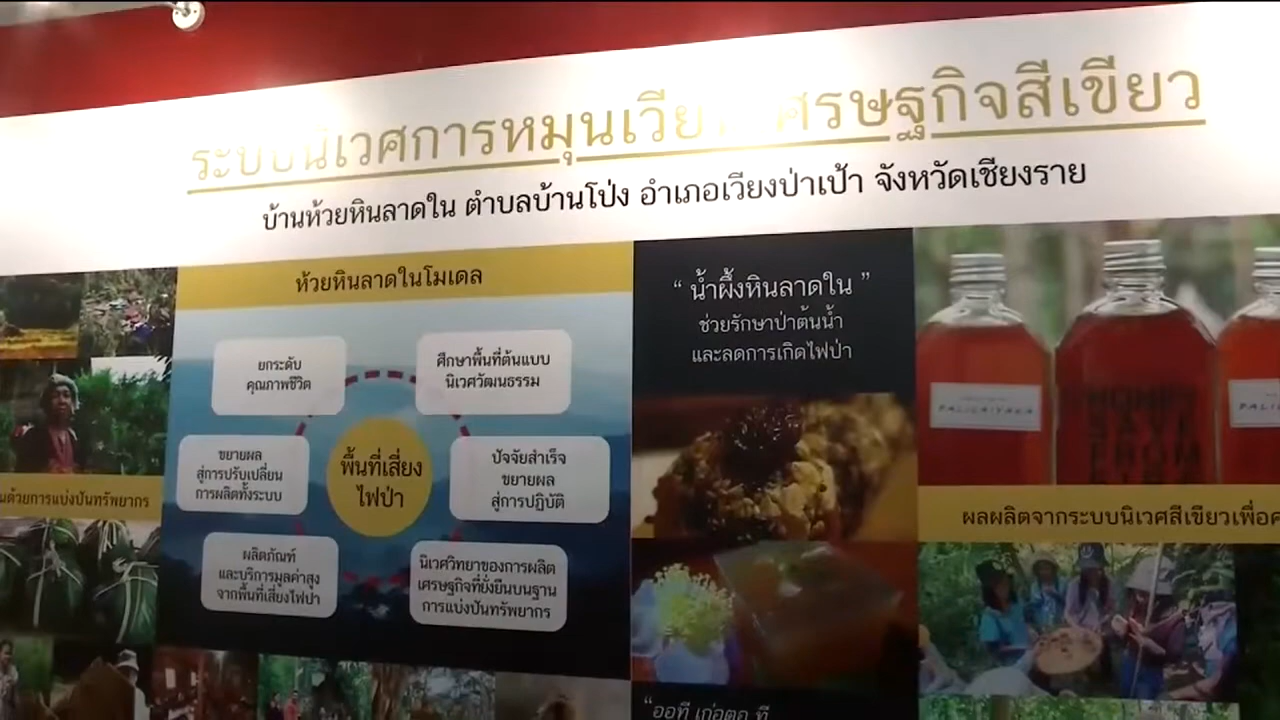 ระบบนิเวศการหมุนเวีย ศรษฐกิจสีเขียว
บ้านห้วยหินลาดใน ตำบลบ้านโป่ง อำเภอเวียงป่าเป้า จังหวัดเชียงราย
ห้วยหินลาดในโมเดล
ยกระดับ
คุณภาพชีวิต
ศึกษาพื้นที่ต้นแบบ
นิเวศวัฒนธรรม
ขยายผล
สู่การปรับเปลี่ยน
การผลิตทั้งระบบ
พื้นที่เสี่ยง
ไฟป่า
ปัจจัยสำเร็จ
ขยายผล
สู่การปฏิบัติ
ผลิตภัณฑ์
และบริการมูลค่าสูง
จากพื้นที่เสี่ยงไฟป่า
นิเวศวิทยาของการผลิต
เศรษฐกิจที่ยั่งยืนบนฐาน
การแบ่งปันทรัพยากร
“ น้ำผึ้งหินลาดใน ”
ช่วยรักษาป่าต้นน้ำ
และลดการเกิดไฟป่า
นด้วยการแบ่งปันทรัพยากร
ผลผลิตจากระบบนิเวศสีเขียวเพื่อ
HONEY
SAVE
FROM